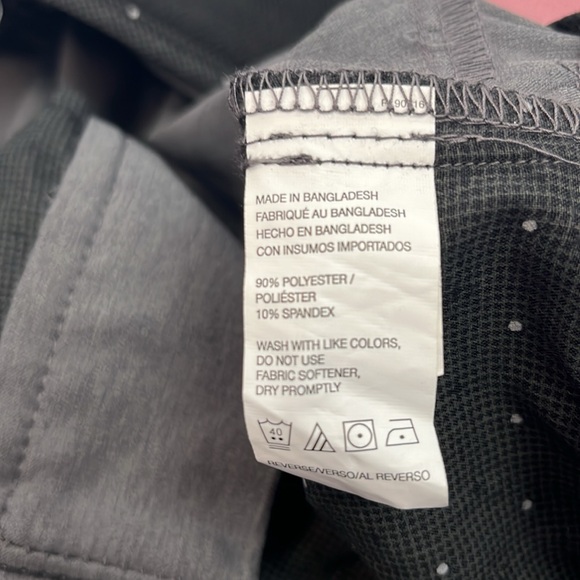 MADE IN BANGLADESH
FABRIQUÉ AU BANGLADESH
HECHO EN BANGLADESH
CON INSUMOS IMPORTADOS
90% POLYESTER /
POLIÉSTER
10% SPANDEX
WASH WITH LIKE COLORS,
DO NOT USE
FABRIC SOFTENER,
DRY PROMPTLY
40
REVERSE/VERSO/AL REVERSO